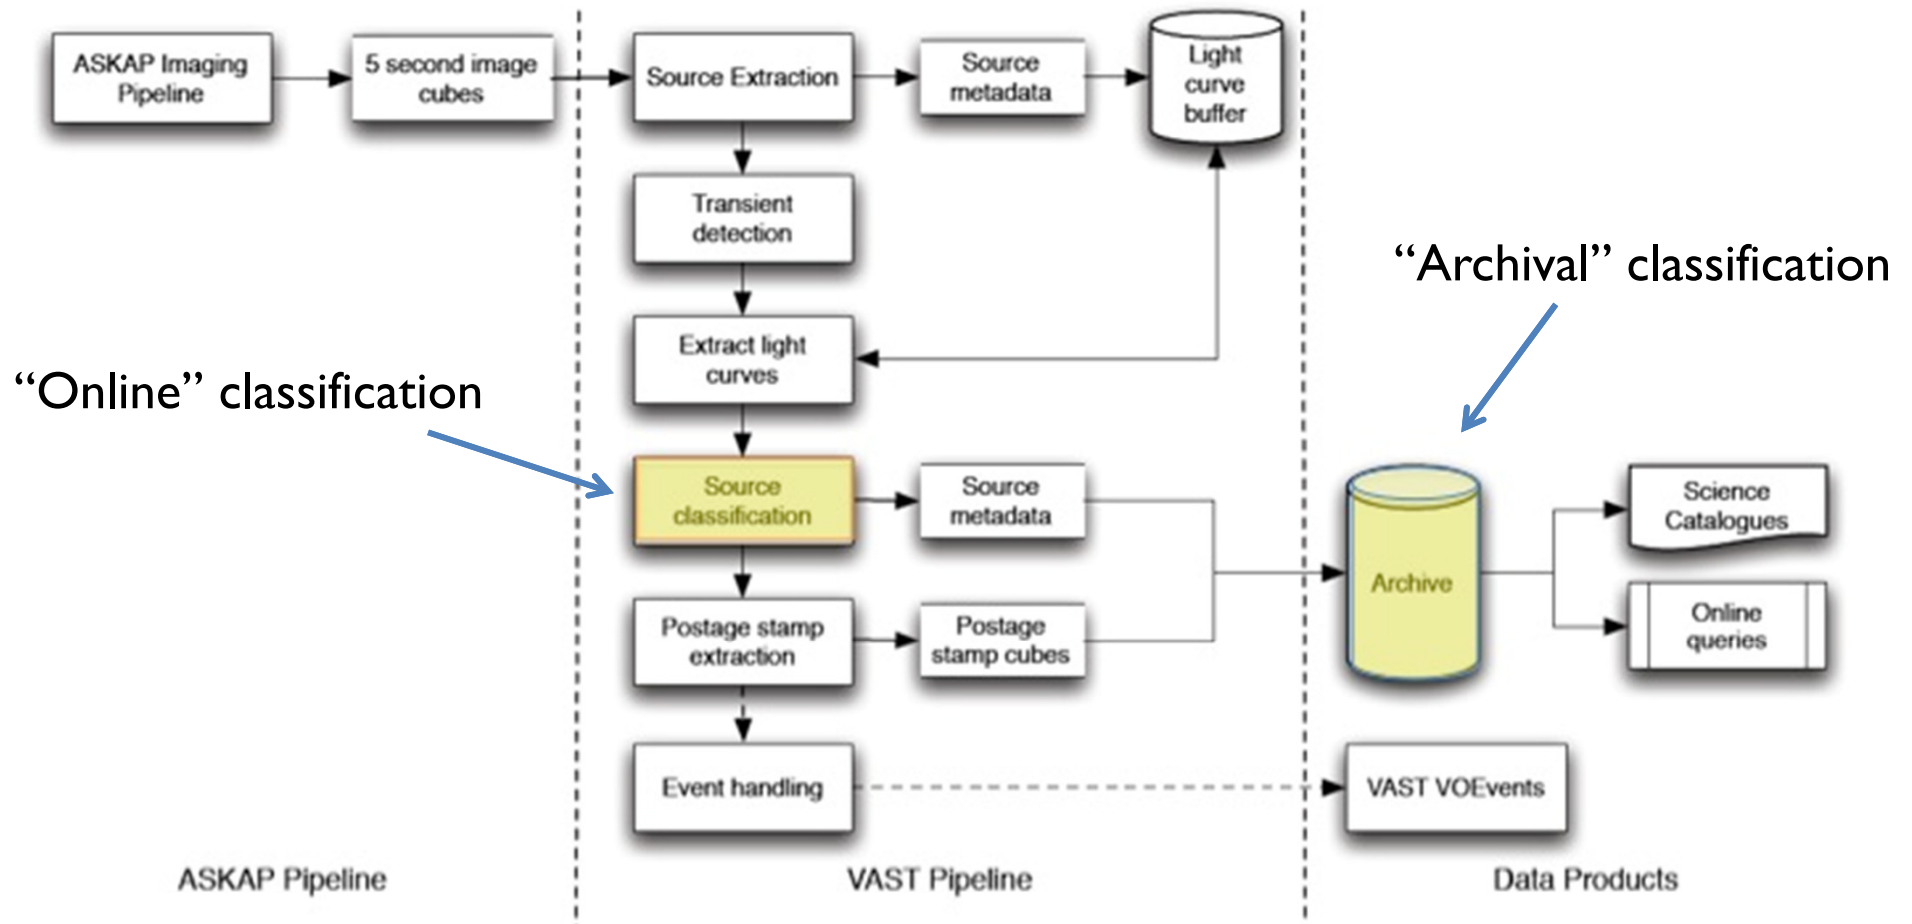 ASKAP Imaging
Pipeline
5 second image
cubes
Source Extraction
Source
metadata
Light
curve
buffer
Transient
detection
Extract light
curves
“Online” classification
“Archival” classification
Source
classification
Source
metadata
Postage stamp
extraction
Postage
stamp cubes
Archive
Science
Catalogues
Online
queries
Event handling
VAST VOEvents
ASKAP Pipeline
VAST Pipeline
Data Products